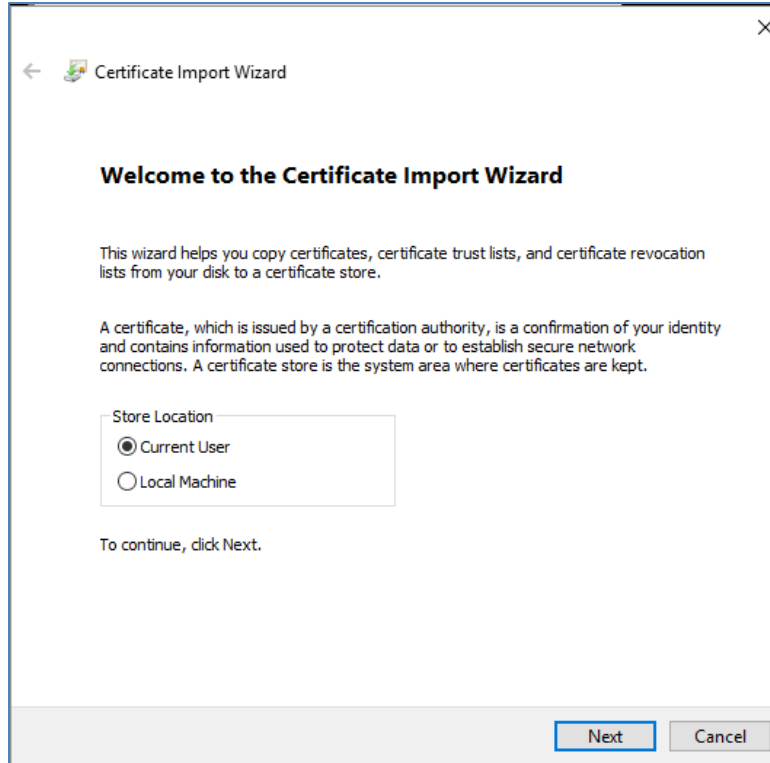 Certificate Import Wizard
Welcome to the Certificate Import Wizard
This wizard helps you copy certificates, certificate trust lists, and certificate revocation
lists from your disk to a certificate store.
A certificate, which is issued by a certification authority, is a confirmation of your identity
and contains information used to protect data or to establish secure network
connections. A certificate store is the system area where certificates are kept.
Store Location
Current User
Local Machine
To continue, click Next.
Next
Cancel